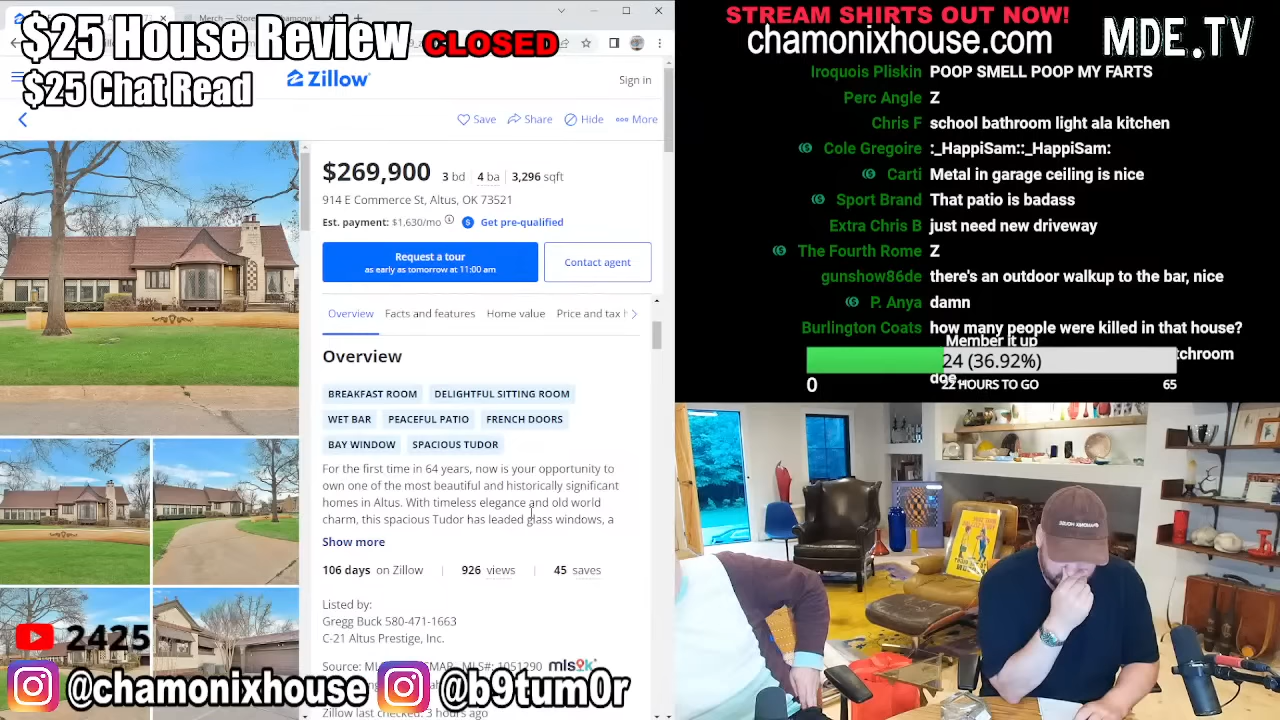 $25 House Review CLOSED
$25 Chat Read
Merch — Store
Zillow
Sign in
Save
Share
Hide
More
$269,900 3 bd 4 ba 3,296 sqft
914 E Commerce St, Altus, OK 73521
Est. payment: $1,630/mo Get pre-qualified
Request a tour
as early as tomorrow at 11:00 am
Contact agent
Overview Facts and features Home value Price and tax h
Overview
BREAKFAST ROOM DELIGHTFUL SITTING ROOM
WET BAR PEACEFUL PATIO FRENCH DOORS
BAY WINDOW SPACIOUS TUDOR
For the first time in 64 years, now is your opportunity to
own one of the most beautiful and historically significant
homes in Altus. With timeless elegance and old world
charm, this spacious Tudor has leaded glass windows, a
Show more
106 days on Zillow 926 views 45 saves
Listed by:
Gregg Buck 580-471-1663
C-21 Altus Prestige, Inc.
MLS#: 1051290 mlsok
Zillow last checked: 3 hours ago
2425
@chamonixhouse @b9tum0r
STREAM SHIRTS OUT NOW!
chamonixhouse.com
MDE.TV
Iroquois Pliskin POOP SMELL POOP MY FARTS
Perc Angle Z
Chris F school bathroom light ala kitchen
Cole Gregoire :_HappiSam::_HappiSam:
Carti Metal in garage ceiling is nice
Sport Brand That patio is badass
Extra Chris B just need new driveway
The Fourth Rome Z
gunshow86de there's an outdoor walkup to the bar, nice
P. Anya damn
Burlington Coats how many people were killed in that house?
Member it up
tchroom
24 (36.92%)
doe
0 22 HOURS TO GO 65